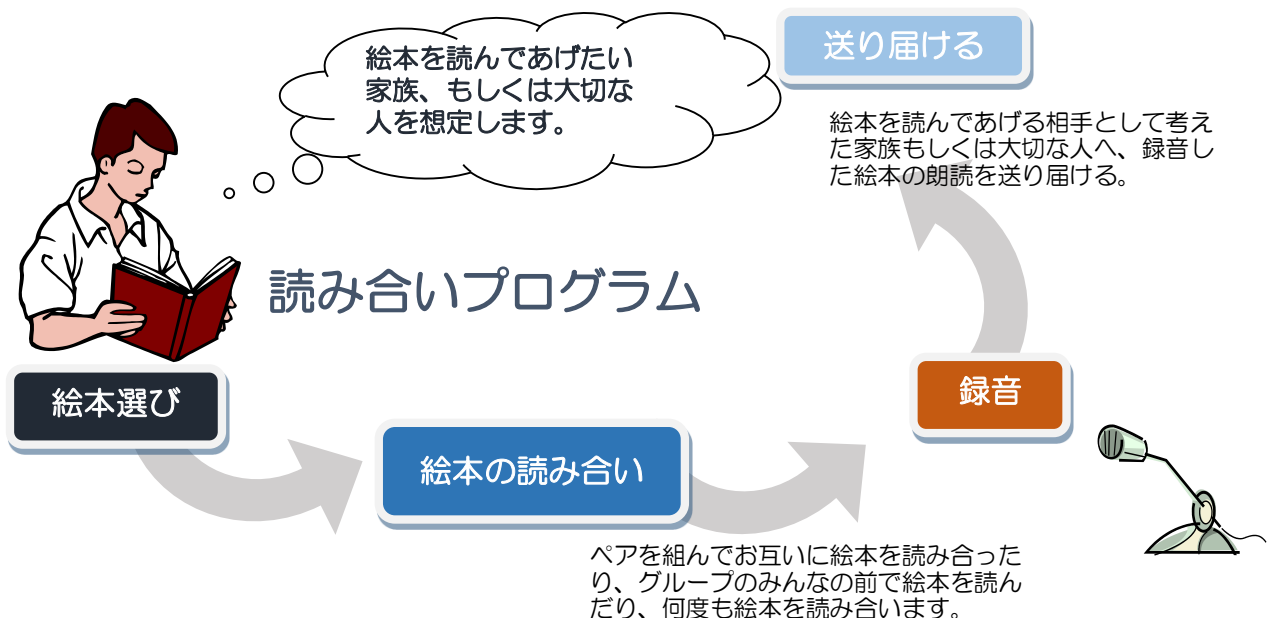 絵本を読んであげたい
家族、もしくは大切な
人を想定します。
送り届ける
絵本を読んであげる相手として考え
た家族もしくは大切な人へ、録音し
た絵本の朗読を送り届ける。
読み合いプログラム
絵本選び
絵本の読み合い
録音
ペアを組んでお互いに絵本を読み合った
り、グループのみんなの前で絵本を読ん
だり、何度も絵本を読み合います。